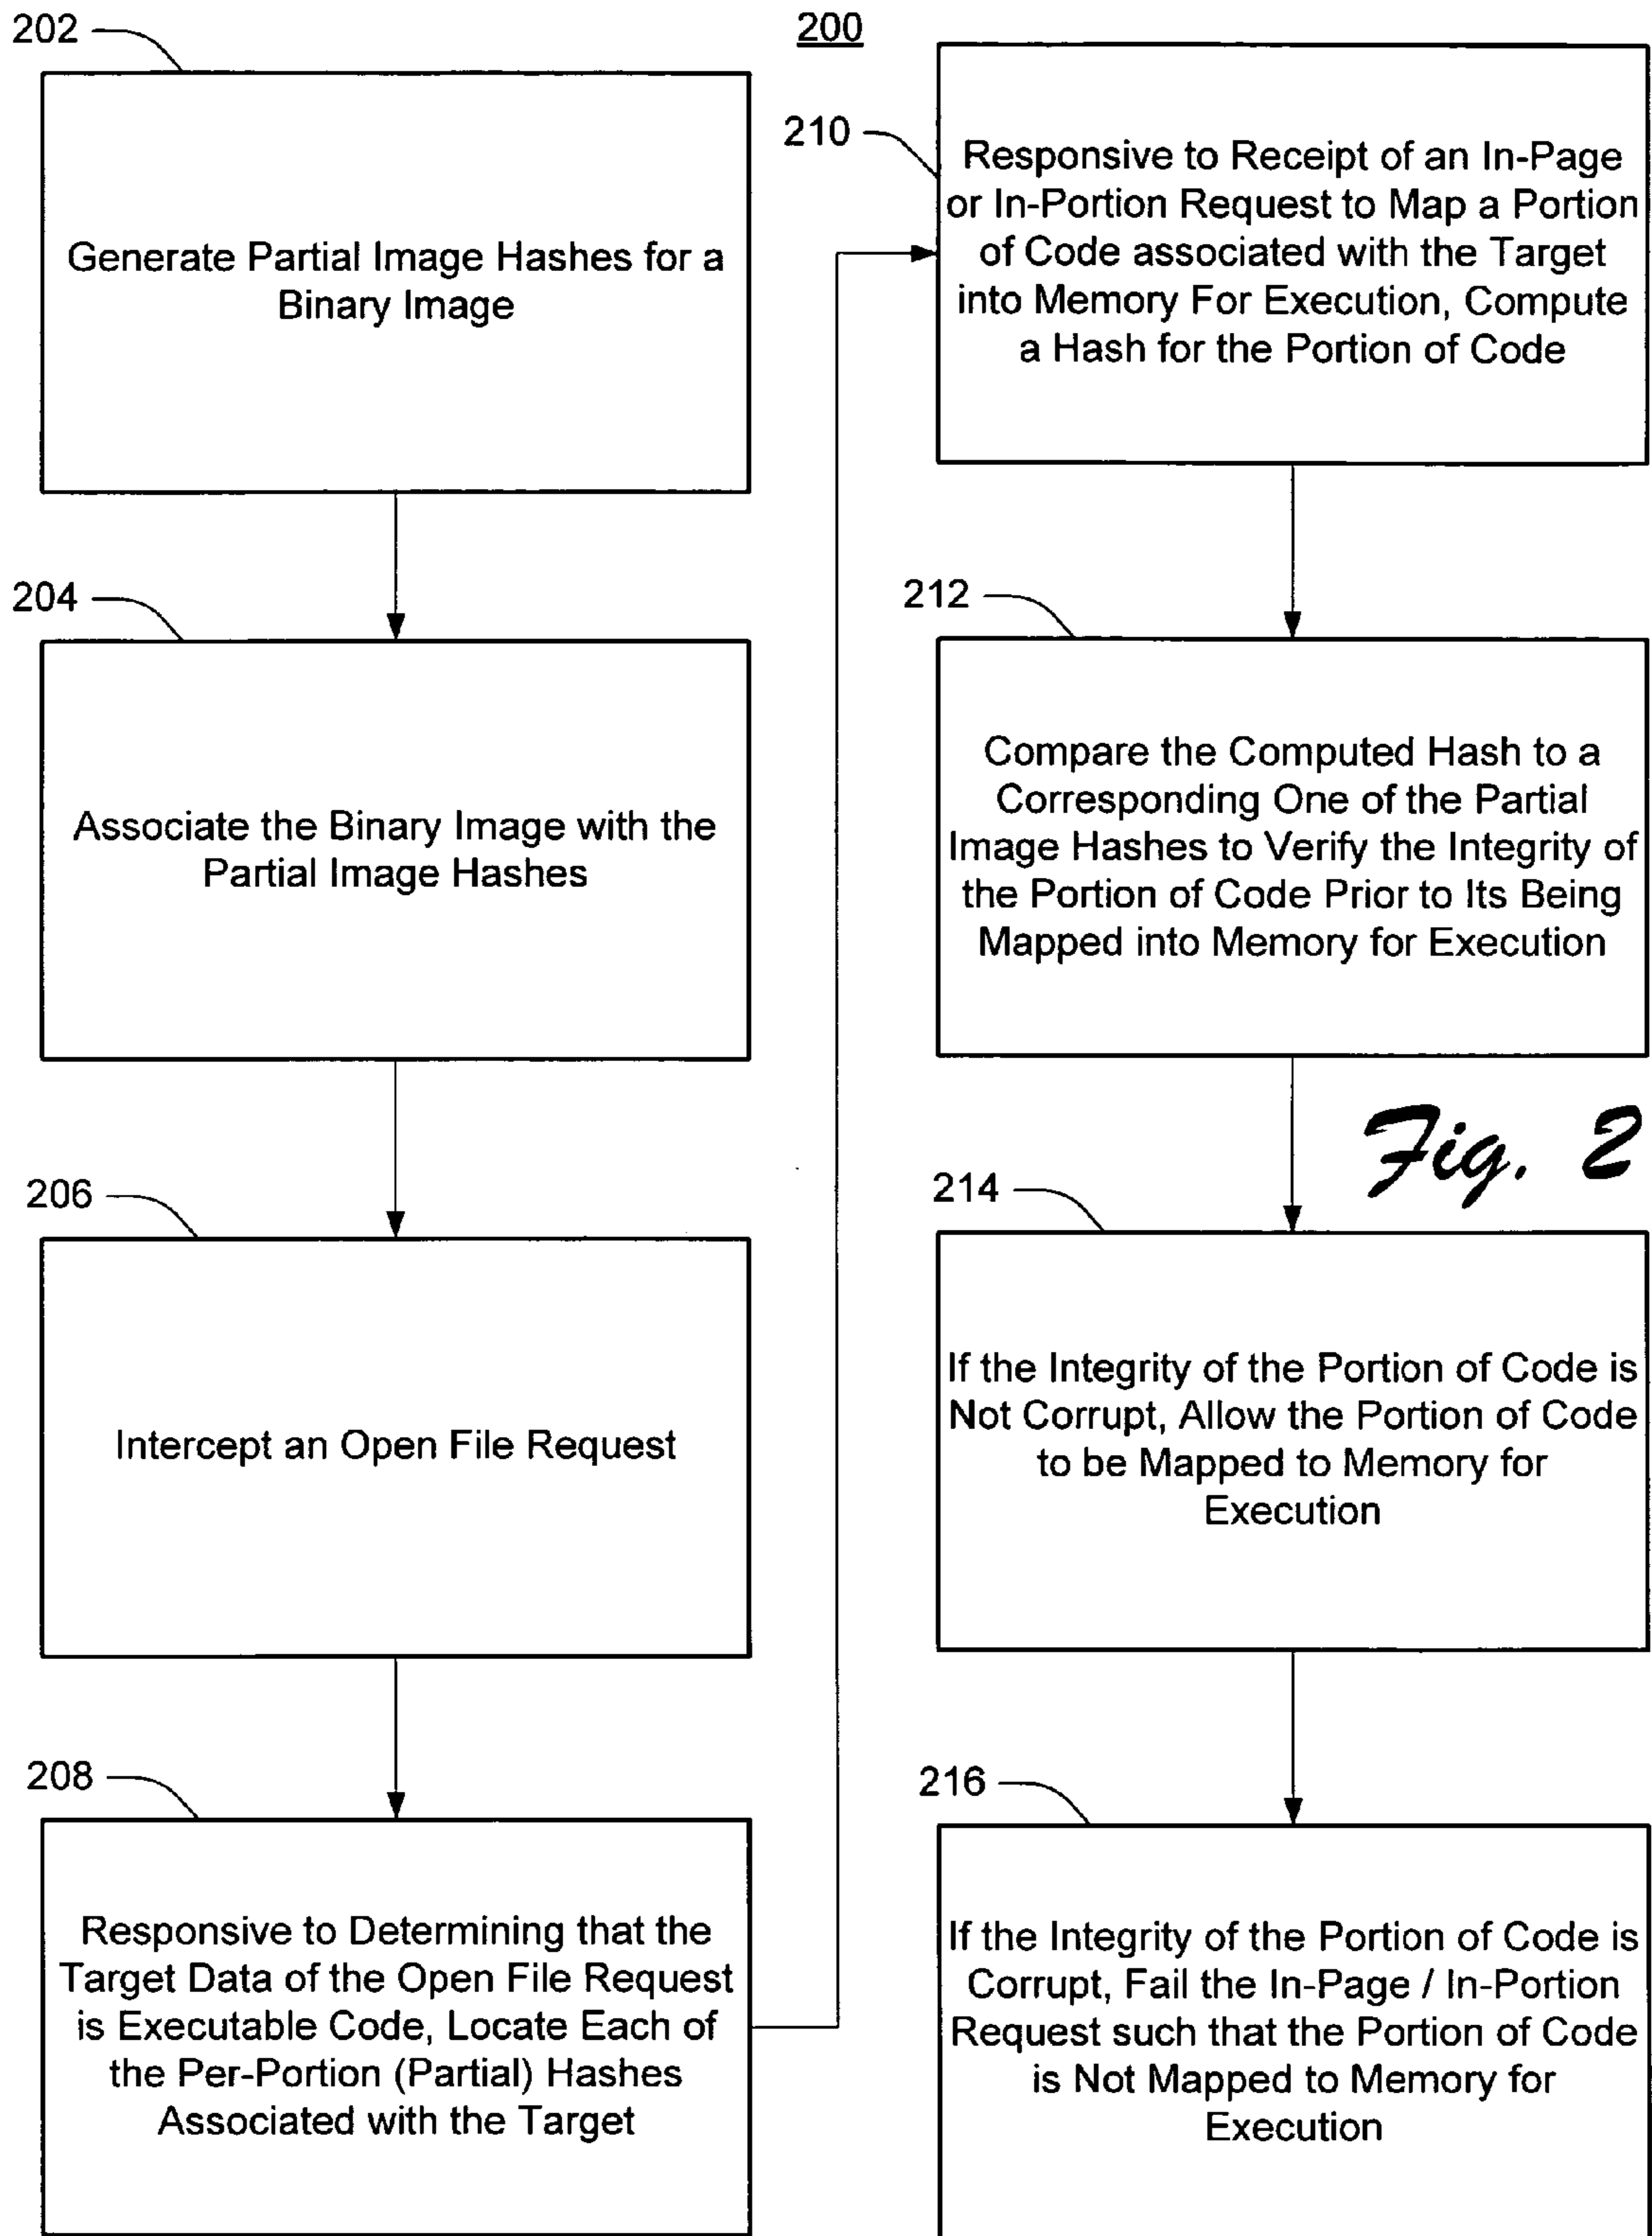 200
202
Generate Partial Image Hashes for a
Binary Image
204
Associate the Binary Image with the
Partial Image Hashes
206
Intercept an Open File Request
208
Responsive to Determining that the
Target Data of the Open File Request
is Executable Code, Locate Each of
the Per-Portion (Partial) Hashes
Associated with the Target
210
Responsive to Receipt of an In-Page
or In-Portion Request to Map a Portion
of Code associated with the Target
into Memory For Execution, Compute
a Hash for the Portion of Code
212
Compare the Computed Hash to a
Corresponding One of the Partial
Image Hashes to Verify the Integrity of
the Portion of Code Prior to Its Being
Mapped into Memory for Execution
Fig. 2
214
If the Integrity of the Portion of Code is
Not Corrupt, Allow the Portion of Code
to be Mapped to Memory for
Execution
216
If the Integrity of the Portion of Code is
Corrupt, Fail the In-Page / In-Portion
Request such that the Portion of Code
is Not Mapped to Memory for
Execution